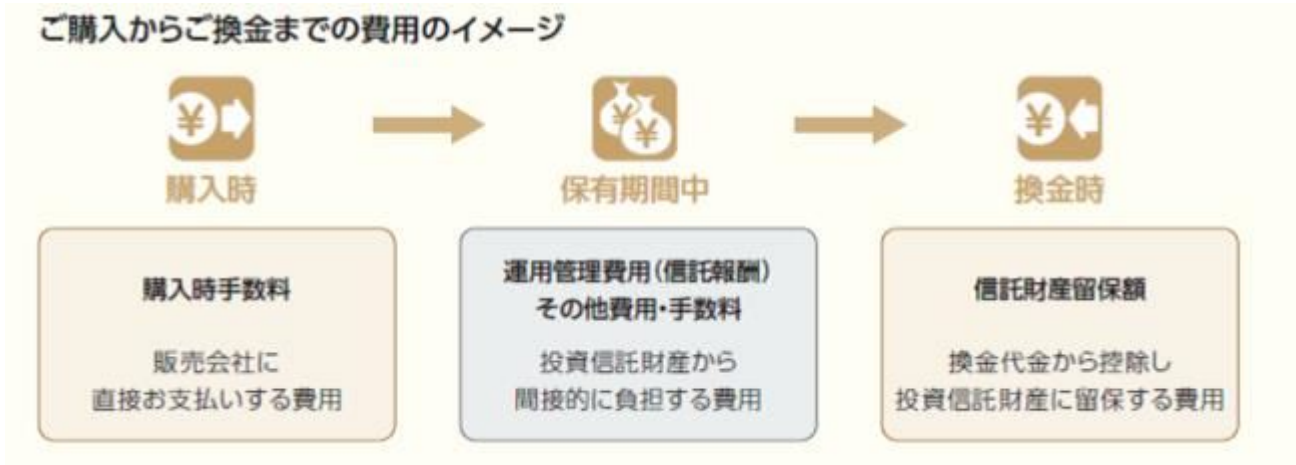 ご購入からご換金までの費用のイメージ
¥
購入時
¥ ¥
保有期間中
¥
換金時
購入時手数料
販売会社に
直接お支払いする費用
運用管理費用(信託報酬)
その他費用・手数料
投資信託財産から
間接的に負担する費用
信託財産留保額
換金代金から控除し
投資信託財産に留保する費用